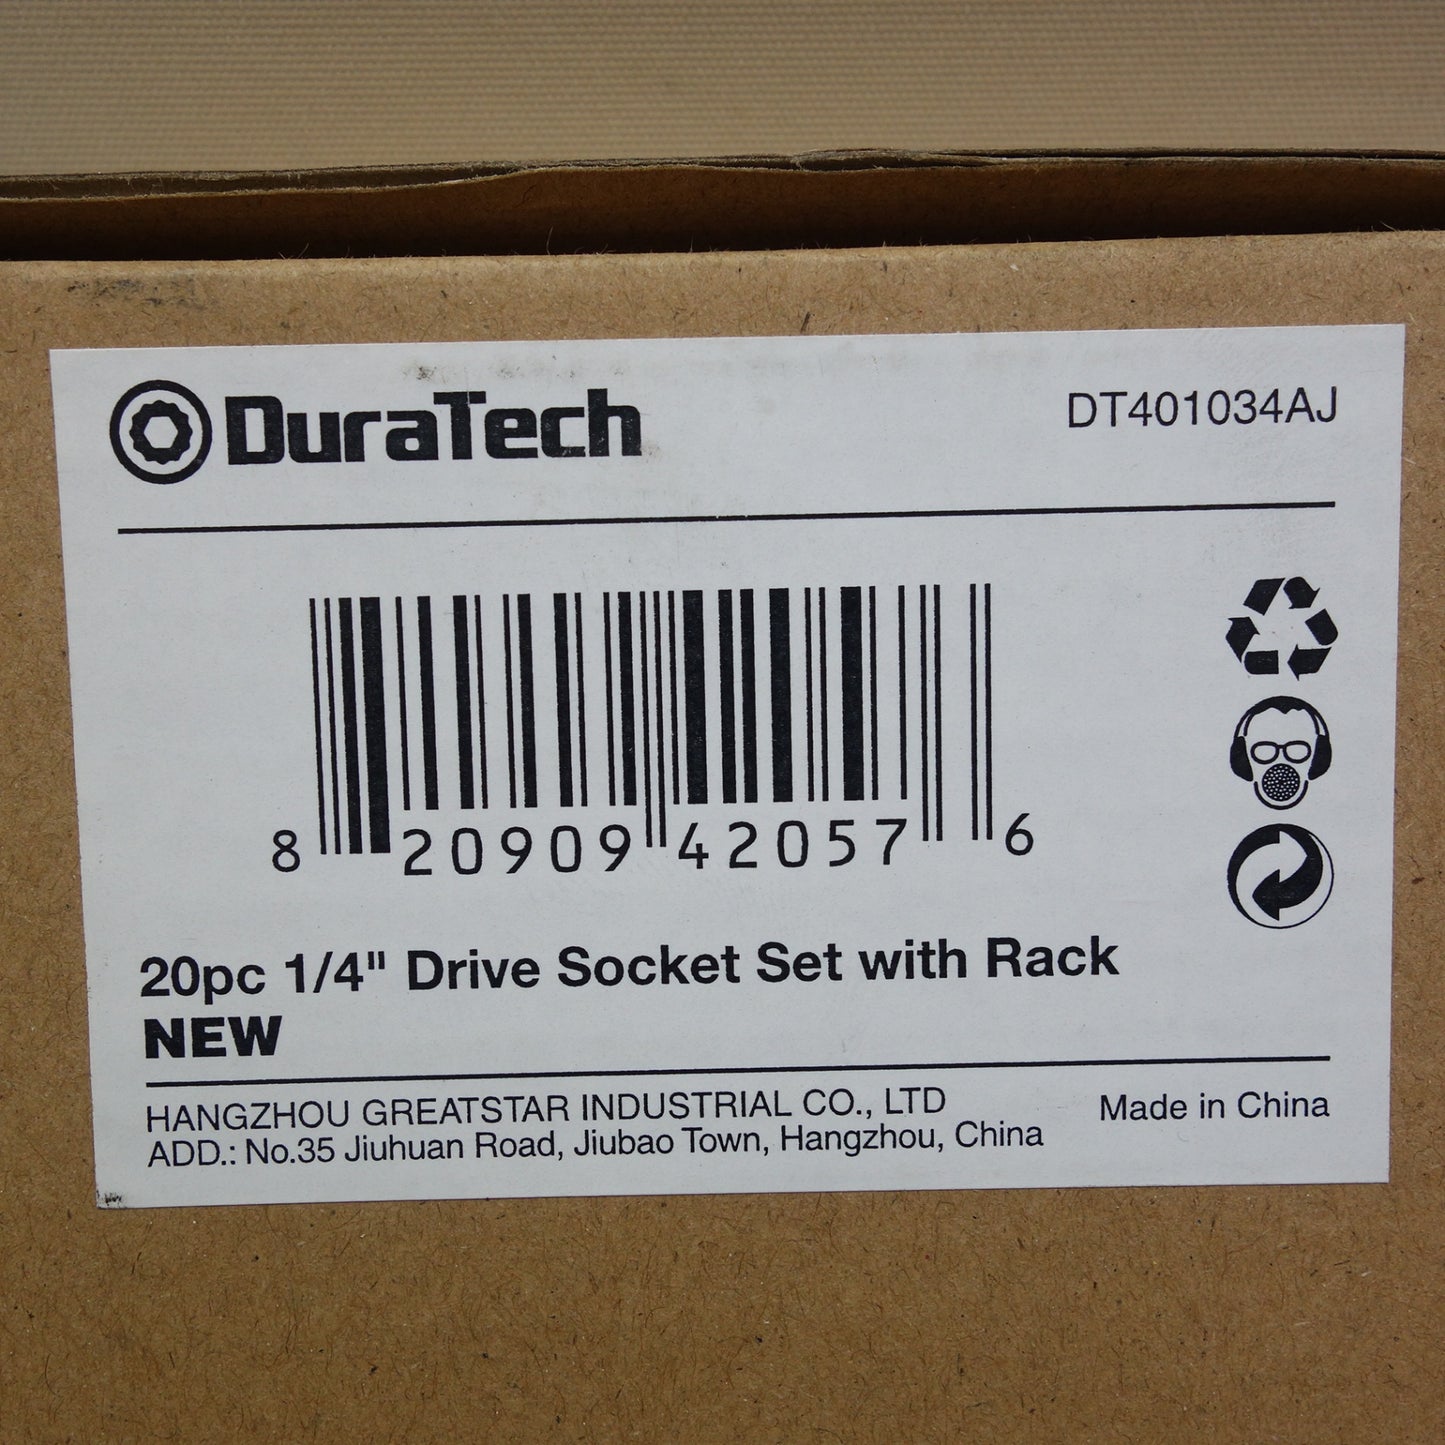 DuraTech
DT401034AJ
8 20909 42057 6
20pc 1/4" Drive Socket Set with Rack
NEW
HANGZHOU GREATSTAR INDUSTRIAL CO., LTD
Made in China
ADD.: No.35 Jiuhuan Road, Jiubao Town, Hangzhou, China